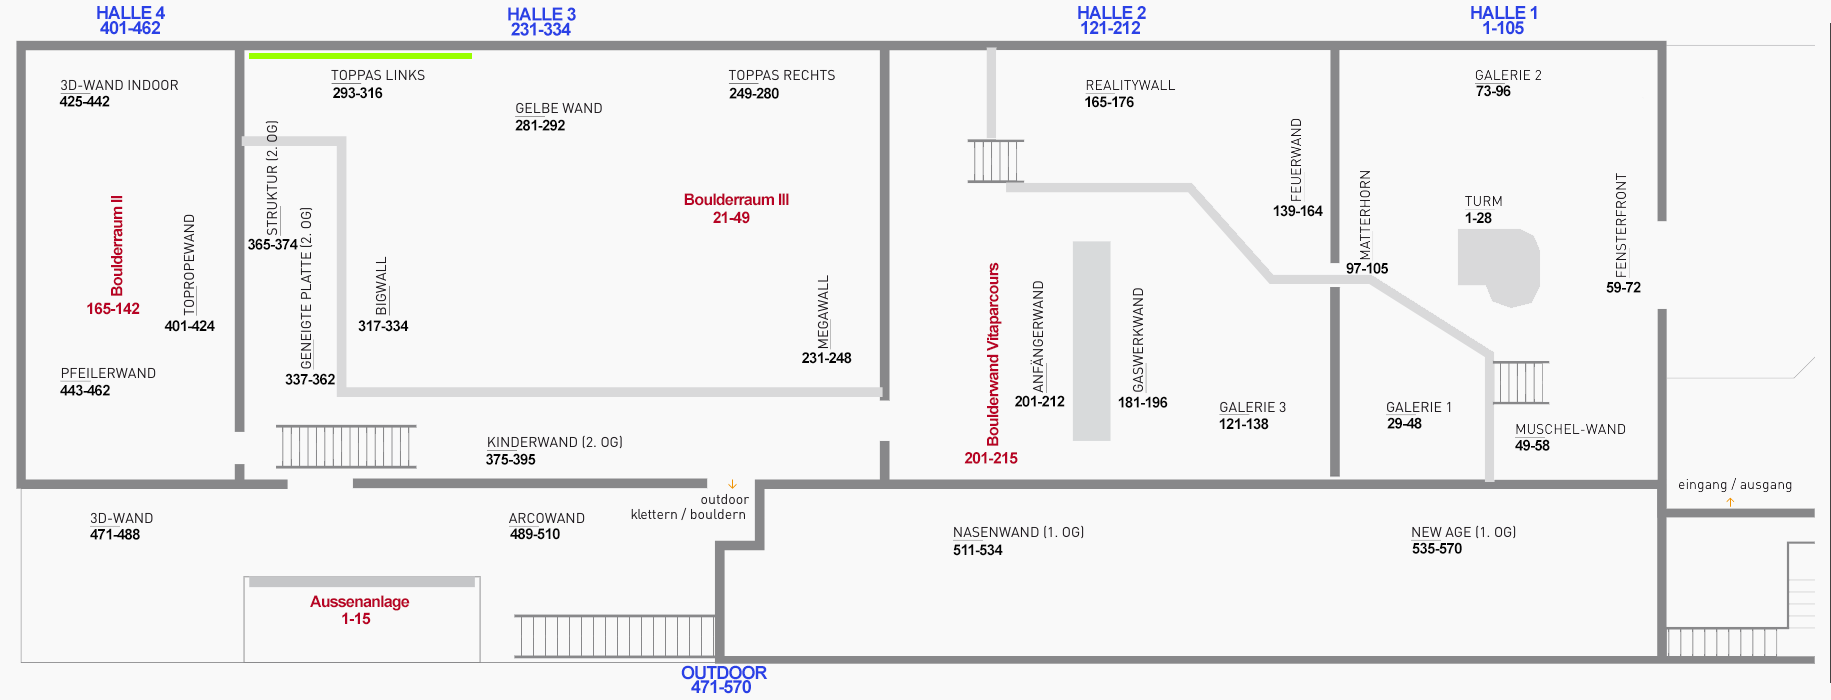 HALLE 4
401-462
HALLE 3
231-334
HALLE 2
121-212
HALLE 1
1-105
3D-WAND INDOOR
425-442
Boulderraum II
165-142
TOPROPEWAND
401-424
PFEILERWAND
443-462
TOPPAS LINKS
293-316
GELBE WAND
281-292
TOPPAS RECHTS
249-280
STRUKTUR (2. OG)
365-374
GENEIGTE PLATTE (2. OG)
337-362
BIGWALL
317-334
Boulderraum III
21-49
MEGAWALL
231-248
KINDERWAND (2. OG)
375-395
REALITYWALL
165-176
FEUERWAND
139-164
Boulderwand Vitaparcours
201-215
ANFÄNGERWAND
201-212
GASWERKWAND
181-196
GALERIE 3
121-138
GALERIE 2
73-96
MATTERHORN
97-105
TURM
1-28
FENSTERFRONT
59-72
GALERIE 1
29-48
MUSCHEL-WAND
49-58
eingang / ausgang
outdoor
klettern / bouldern
3D-WAND
471-488
ARCOWAND
489-510
Aussenanlage
1-15
NASENWAND (1. OG)
511-534
NEW AGE (1. OG)
535-570
OUTDOOR
471-570